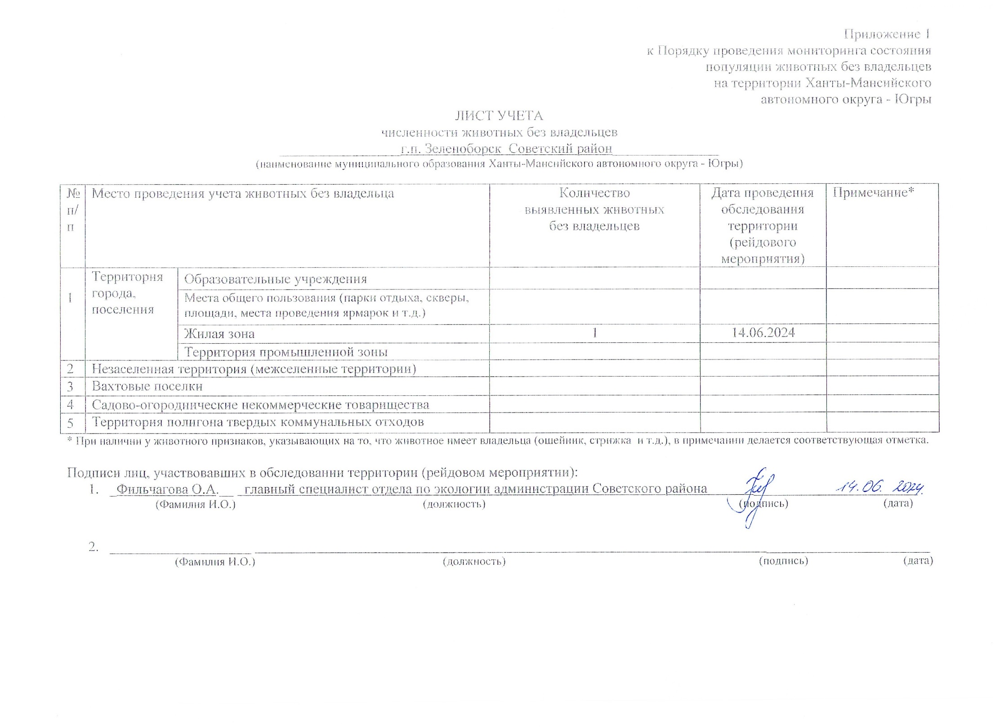 Приложение 1
к Порядку проведения мониторинга состояния
популяции животных без владельцев
на территории Ханты-Мансийского
автономного округа - Югры
ЛИСТ УЧЕТА
численности животных без владельцев
г.п. Зеленоборск Советский район
(наименование муниципального образования Ханты-Мансийского автономного округа - Югры)
№ п/п Место проведения учета животных без владельца Количество выявленных животных без владельцев Дата проведения обследования территории (рейдового мероприятия) Примечание*
1 Территория города, поселения Образовательные учреждения
Места общего пользования (парки отдыха, скверы,
площади, места проведения ярмарок и т.д.)
Жилая зона 1 14.06.2024
Территория промышленной зоны
2 Незаселенная территория (межселенные территории)
3 Вахтовые поселки
4 Садово-огороднические некоммерческие товарищества
5 Территория полигона твердых коммунальных отходов
* При наличии у животного признаков, указывающих на то, что животное имеет владельца (ошейник, стрижка и т.д.), в примечании делается соответствующая отметка.
Подписи лиц, участвовавших в обследовании территории (рейдовом мероприятии):
1. Фильчагова О.А. главный специалист отдела по экологии администрации Советского района 14.06. 2024.
(Фамилия И.О.) (должность) (подпись) (дата)
2.
(Фамилия И.О.) (должность) (подпись) (дата)